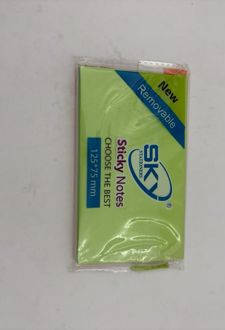 New
Removable
SKY
®
Sticky Notes
CHOOSE THE BEST
125*75 mm